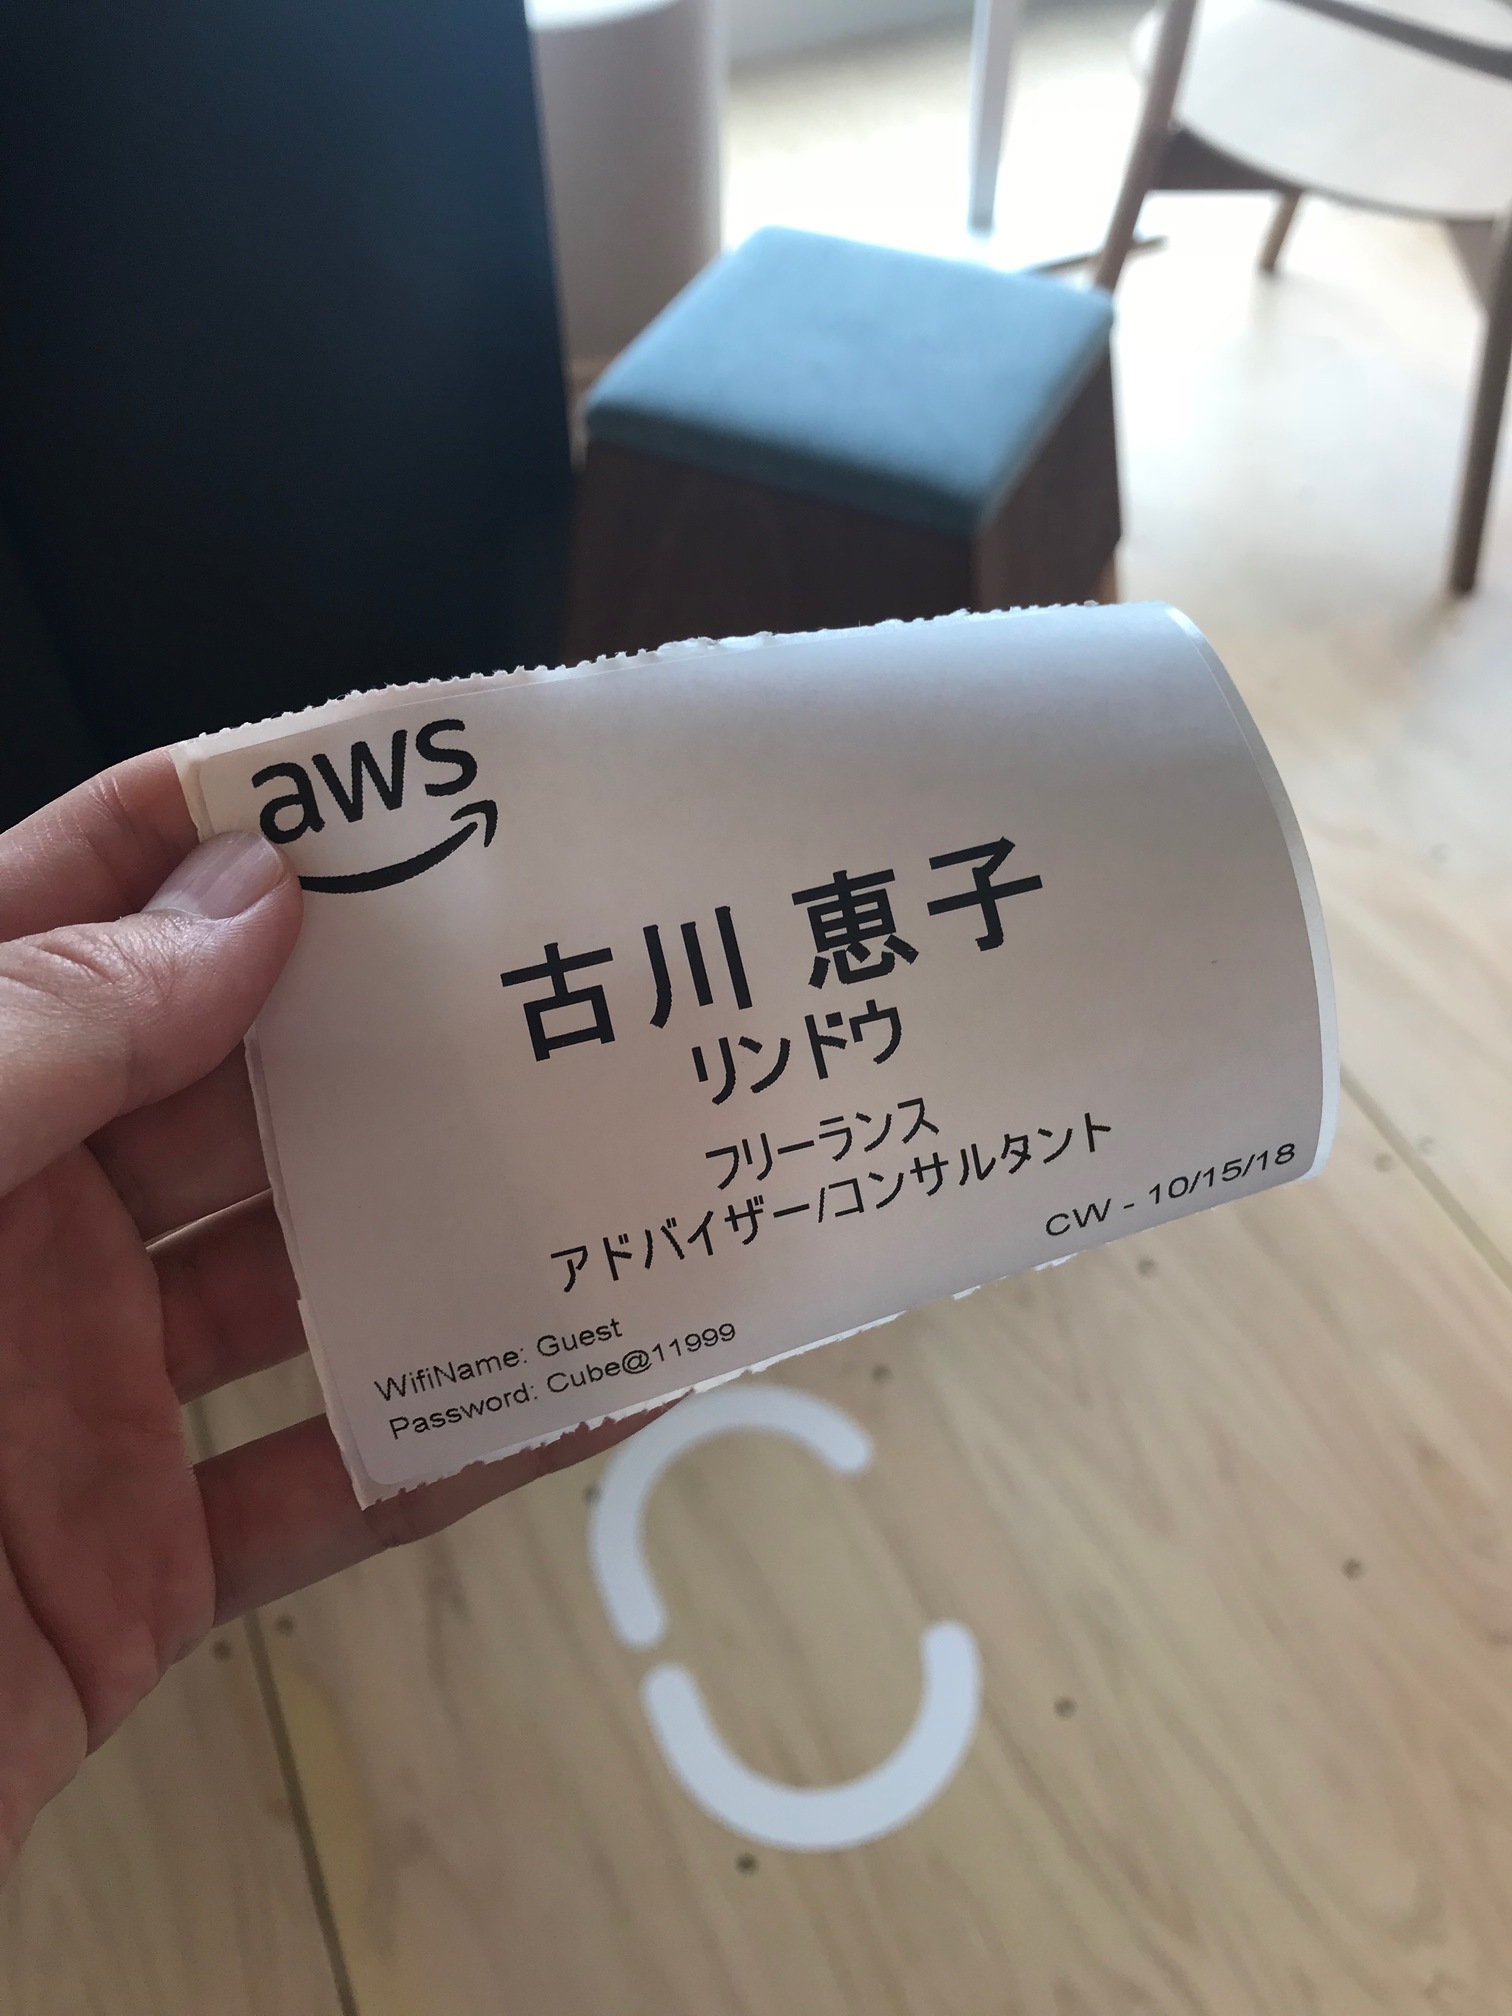 aws
古川 恵子
リンドウ
フリーランス
アドバイザー/コンサルタント
CW - 10/15/18
WifiName: Guest
Password: Cube@11999